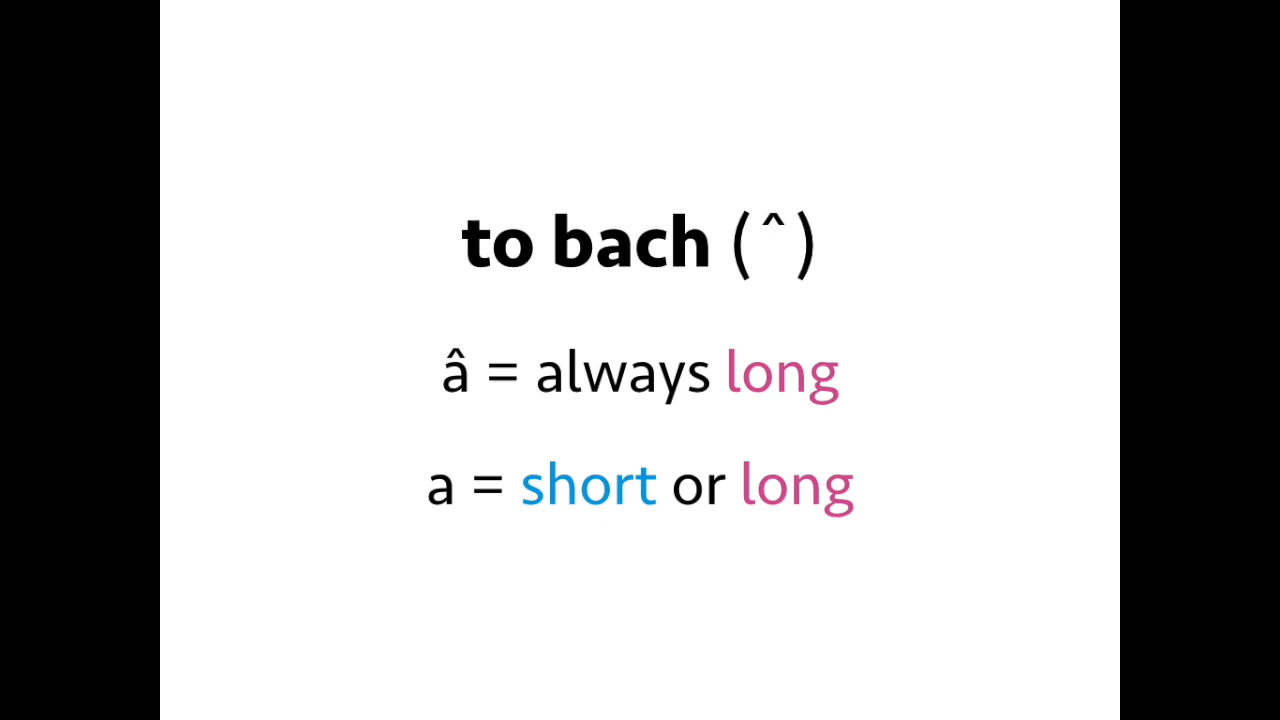 to bach (ˆ)
â = always long
a = short or long